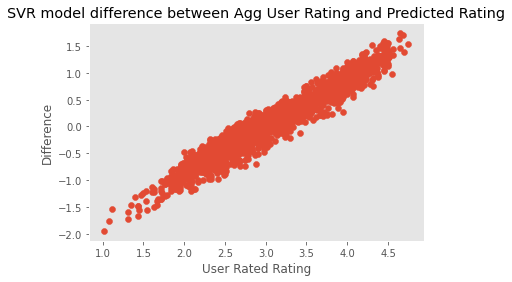 SVR model difference between Agg User Rating and Predicted Rating
1.5
1.0
0.5
0.0
−0.5
−1.0
−1.5
−2.0
Difference
1.0 1.5 2.0 2.5 3.0 3.5 4.0 4.5
User Rated Rating